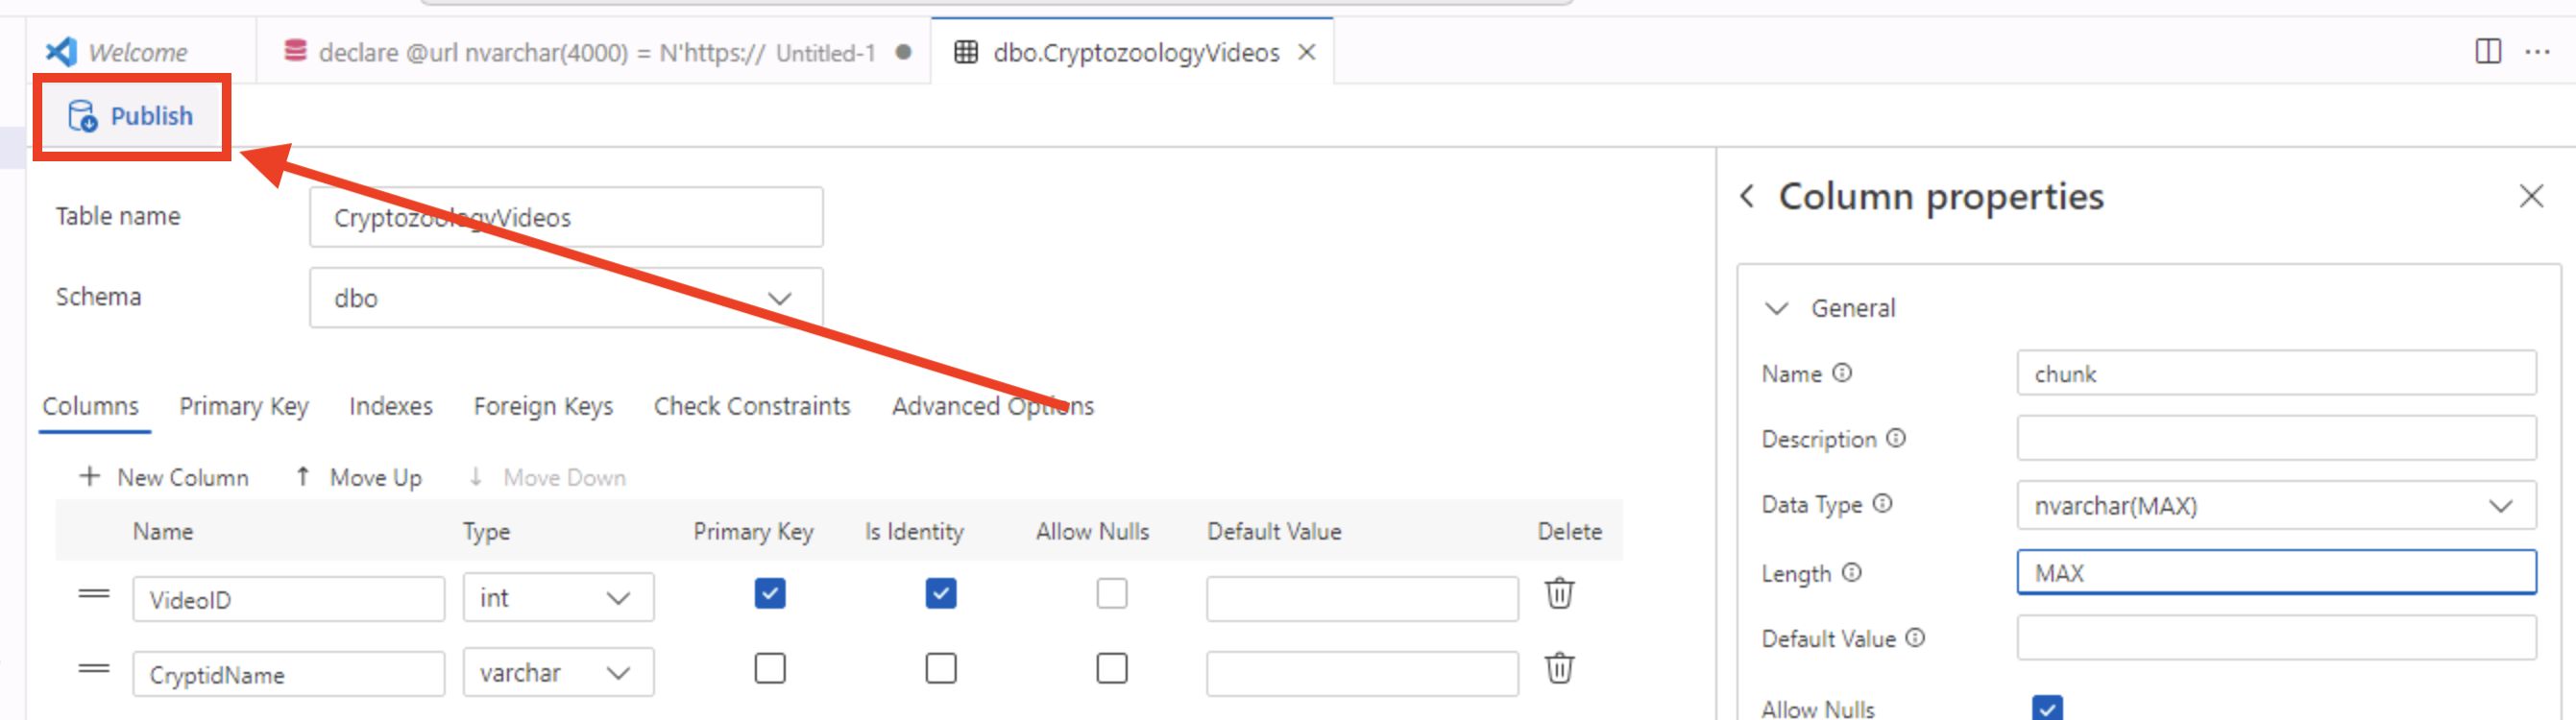 Welcome
declare @url nvarchar(4000) = N'https:// Untitled-1
dbo.CryptozoologyVideos
Publish
Table name
CryptozoologyVideos
Schema
dbo
Columns Primary Key Indexes Foreign Keys Check Constraints Advanced Options
New Column Move Up Move Down
Name Type Primary Key Is Identity Allow Nulls Default Value Delete
VideoID int
CryptidName varchar
Column properties
General
Name chunk
Description
Data Type nvarchar(MAX)
Length MAX
Default Value
Allow Nulls